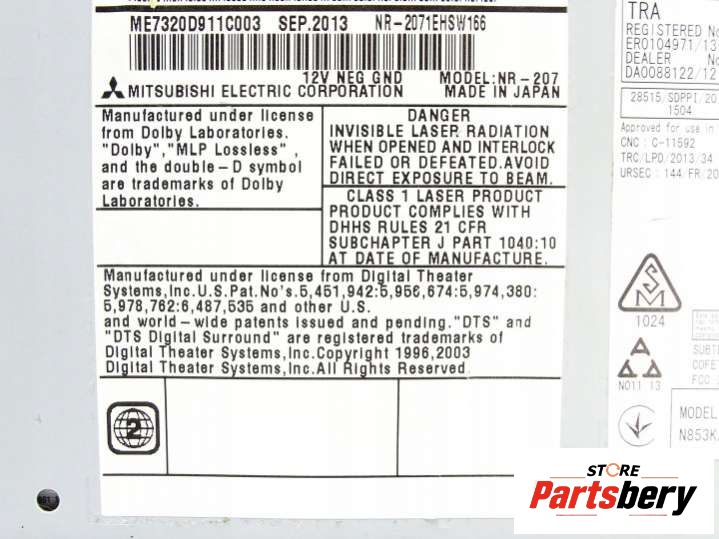 ME7320D911C003 SEP.2013 NR-2071EHSW166
12V NEG GND MODEL:NR-207
MITSUBISHI ELECTRIC CORPORATION MADE IN JAPAN
Manufactured under license
from Dolby Laboratories.
"Dolby","MLP Lossless",
and the double-D symbol
are trademarks of Dolby
Laboratories.
DANGER
INVISIBLE LASER RADIATION
WHEN OPENED AND INTERLOCK
FAILED OR DEFEATED.AVOID
DIRECT EXPOSURE TO BEAM.
CLASS 1 LASER PRODUCT
PRODUCT COMPLIES WITH
DHHS RULES 21 CFR
SUBCHAPTER J PART 1040:10
AT DATE OF MANUFACTURE.
Manufactured under license from Digital Theater
Systems,Inc.U.S.Pat.No's.5,451,942:5,956,674:5,974,380:
5,978,762:6,487,535 and other U.S.
and world-wide patents issued and pending."DTS" and
"DTS Digital Surround" are registered trademarks of
Digital Theater Systems,Inc.Copyright 1996,2003
Digital Theater Systems,Inc.All Rights Reserved.
2
TRA
REGISTERED No
ER0104971/13
DEALER No
DA0088122/12
28515/SDPPI/20
1504
Approved for use in
CNC: C-11592
TRC/LPD/2013/34
URSEC: 144/FR/20
1024
N011 13
SUBTE
COFET
FCC
MODEL
N853K
STORE
Partsbery